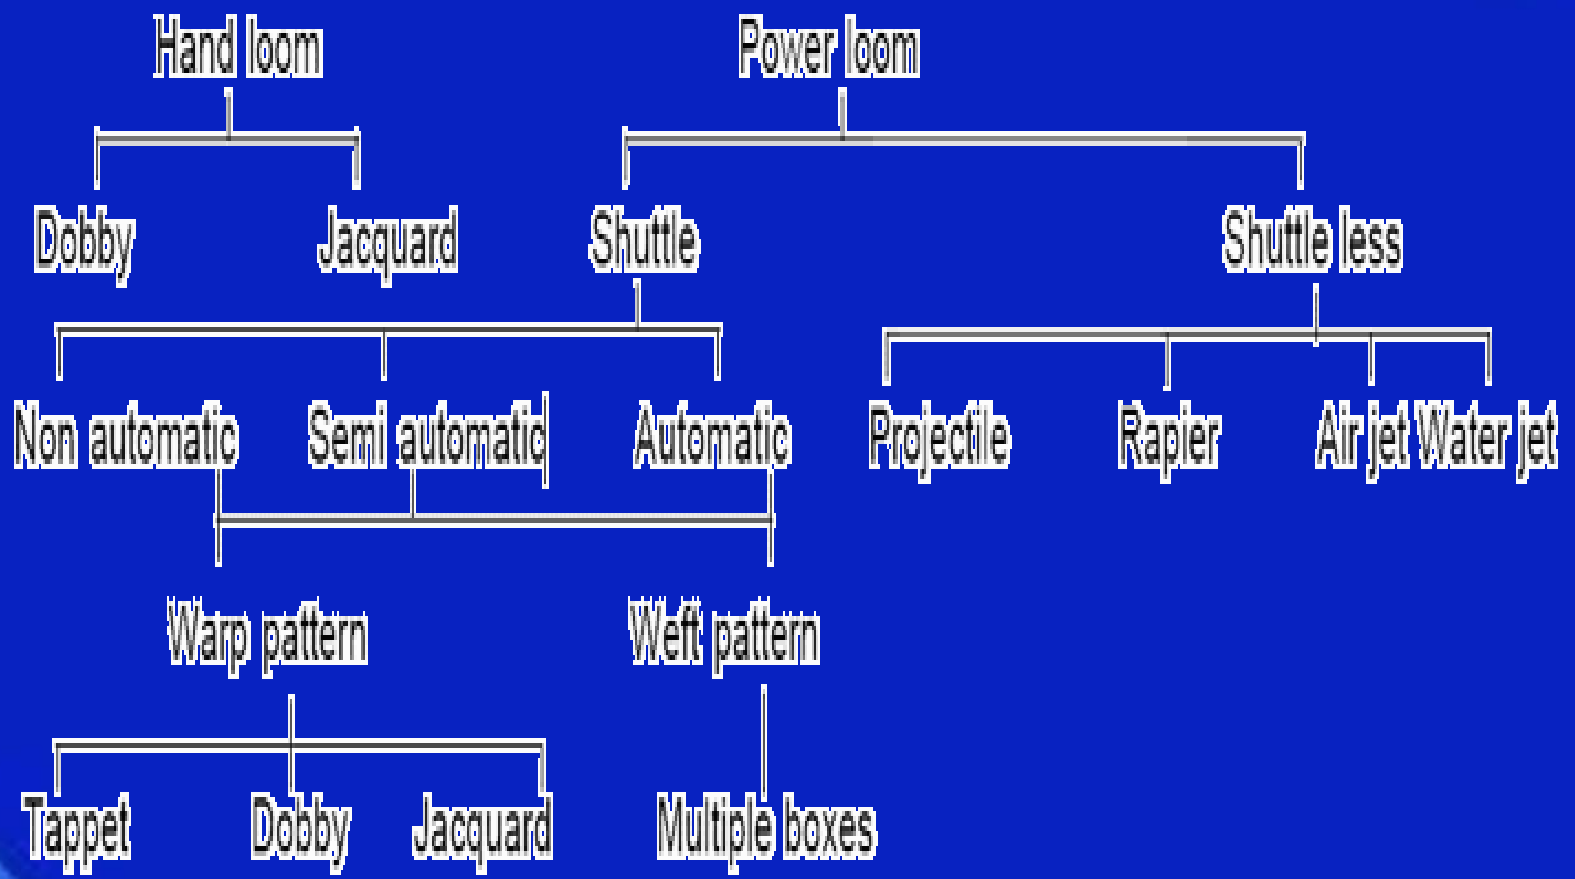 Hand loom Power loom
Dobby Jacquard Shuttle Shuttle less
Non automatic Semi automatic Automatic Projectile Rapier Air jet Water jet
Warp pattern Weft pattern
Tappet Dobby Jacquard Multiple boxes